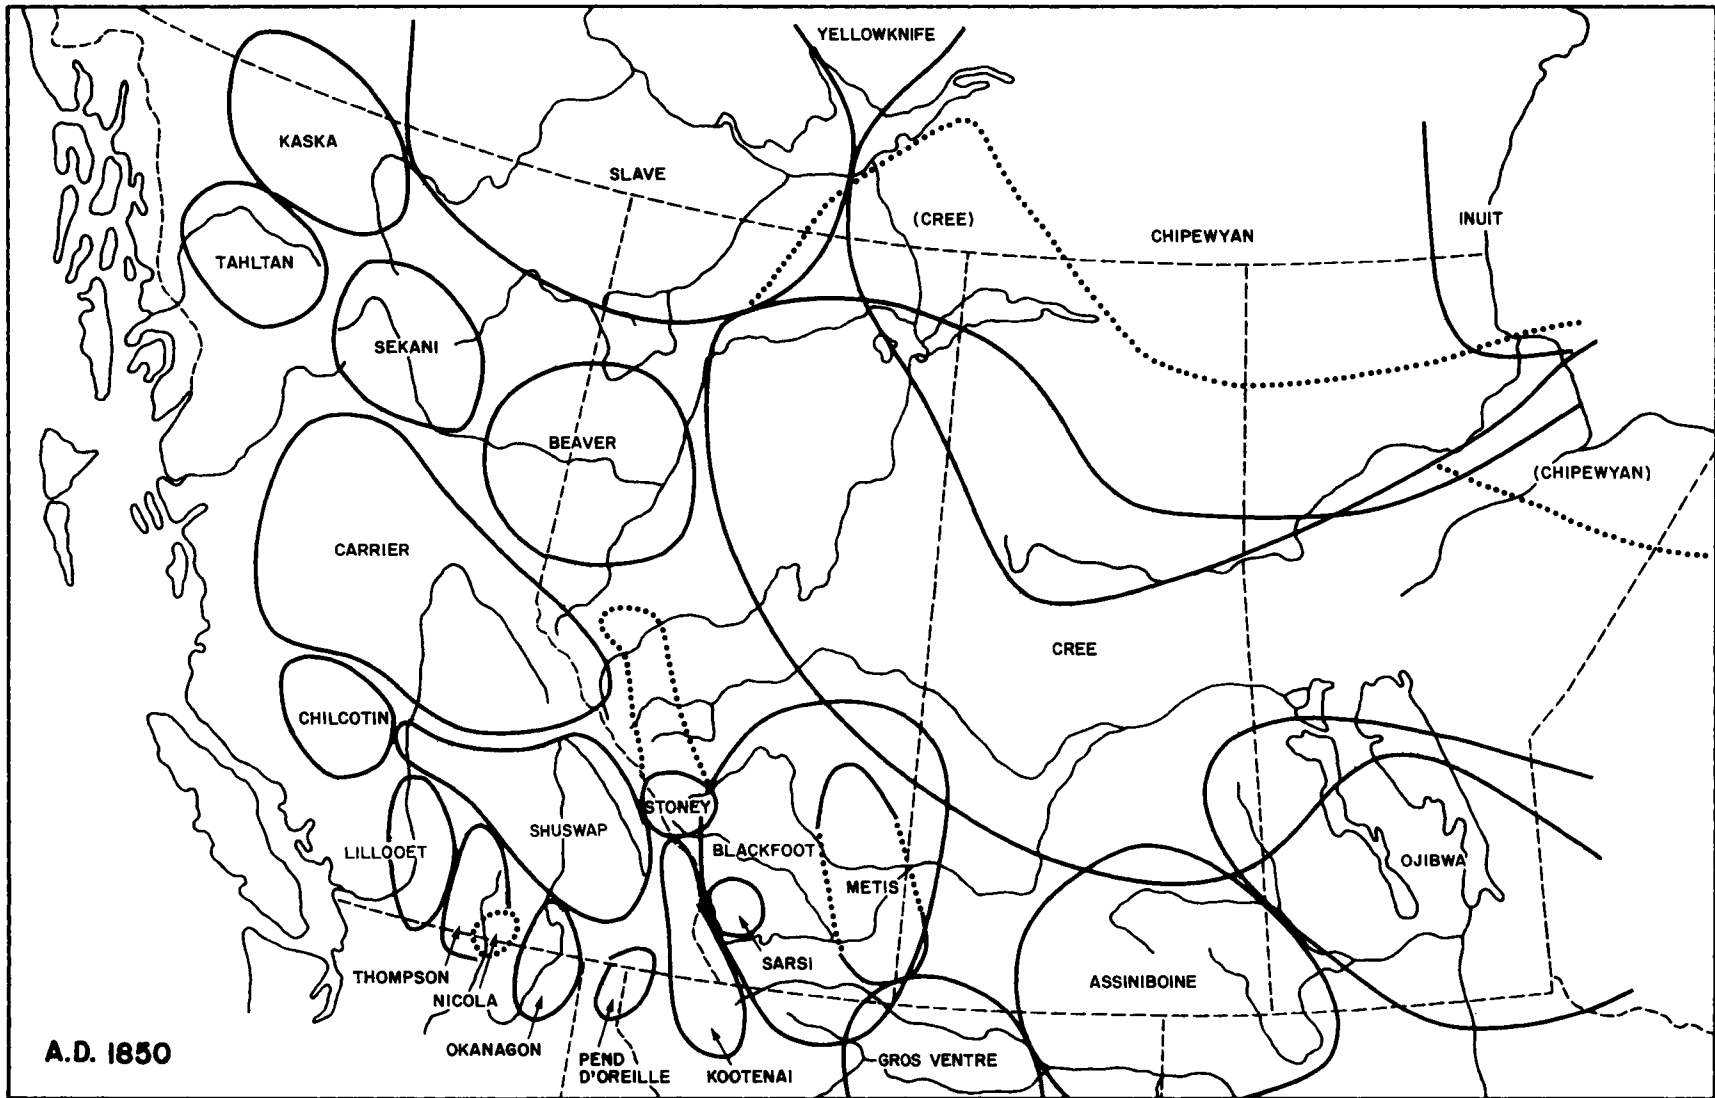 YELLOWKNIFE
KASKA
SLAVE
(CREE)
INUIT
CHIPEWYAN
TAHLTAN
SEKANI
BEAVER
(CHIPEWYAN)
CARRIER
CREE
CHILCOTIN
STONEY
SHUSWAP
LILLOOET
BLACKFOOT
OJIBWA
METIS
SARSI
THOMPSON
ASSINIBOINE
NICOLA
OKANAGON
A.D. 1850
PEND
D'OREILLE
KOOTENAI
GROS VENTRE